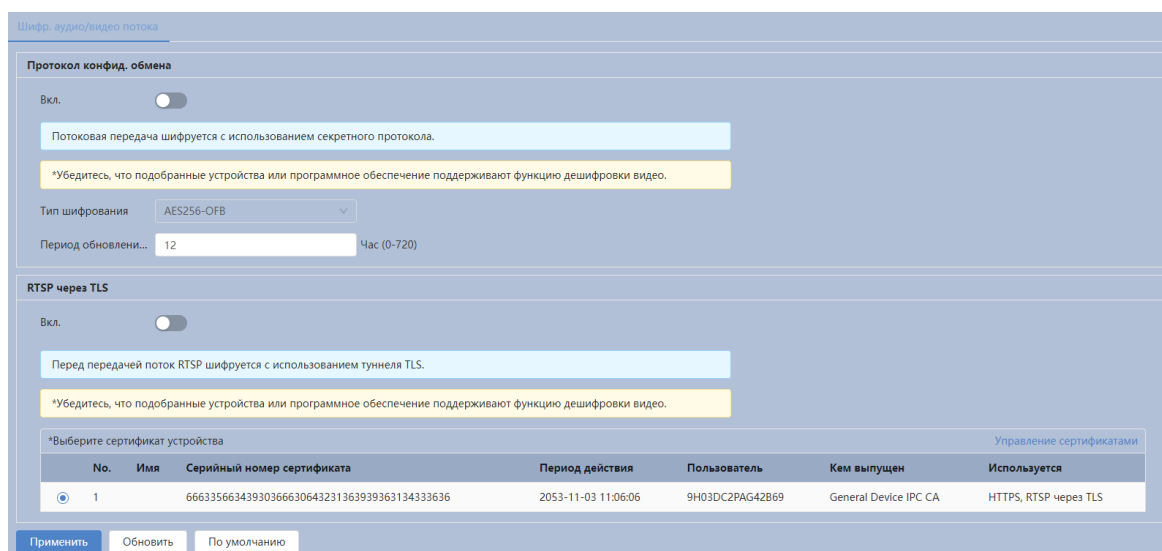 Шифр. аудио/видео потока
Протокол конфид. обмена
Вкл.
Потоковая передача шифруется с использованием секретного протокола.
*Убедитесь, что подобранные устройства или программное обеспечение поддерживают функцию дешифровки видео.
Тип шифрования AES256-OFB
Период обновлени... 12 Час (0-720)
RTSP через TLS
Вкл.
Перед передачей поток RTSP шифруется с использованием туннеля TLS.
*Убедитесь, что подобранные устройства или программное обеспечение поддерживают функцию дешифровки видео.
*Выберите сертификат устройства Управление сертификатами
No. Имя Серийный номер сертификата Период действия Пользователь Кем выпущен Используется
1 66633566343930366630643231363939363134333636 2053-11-03 11:06:06 9H03DC2PAG42B69 General Device IPC CA HTTPS, RTSP через TLS
Применить Обновить По умолчанию